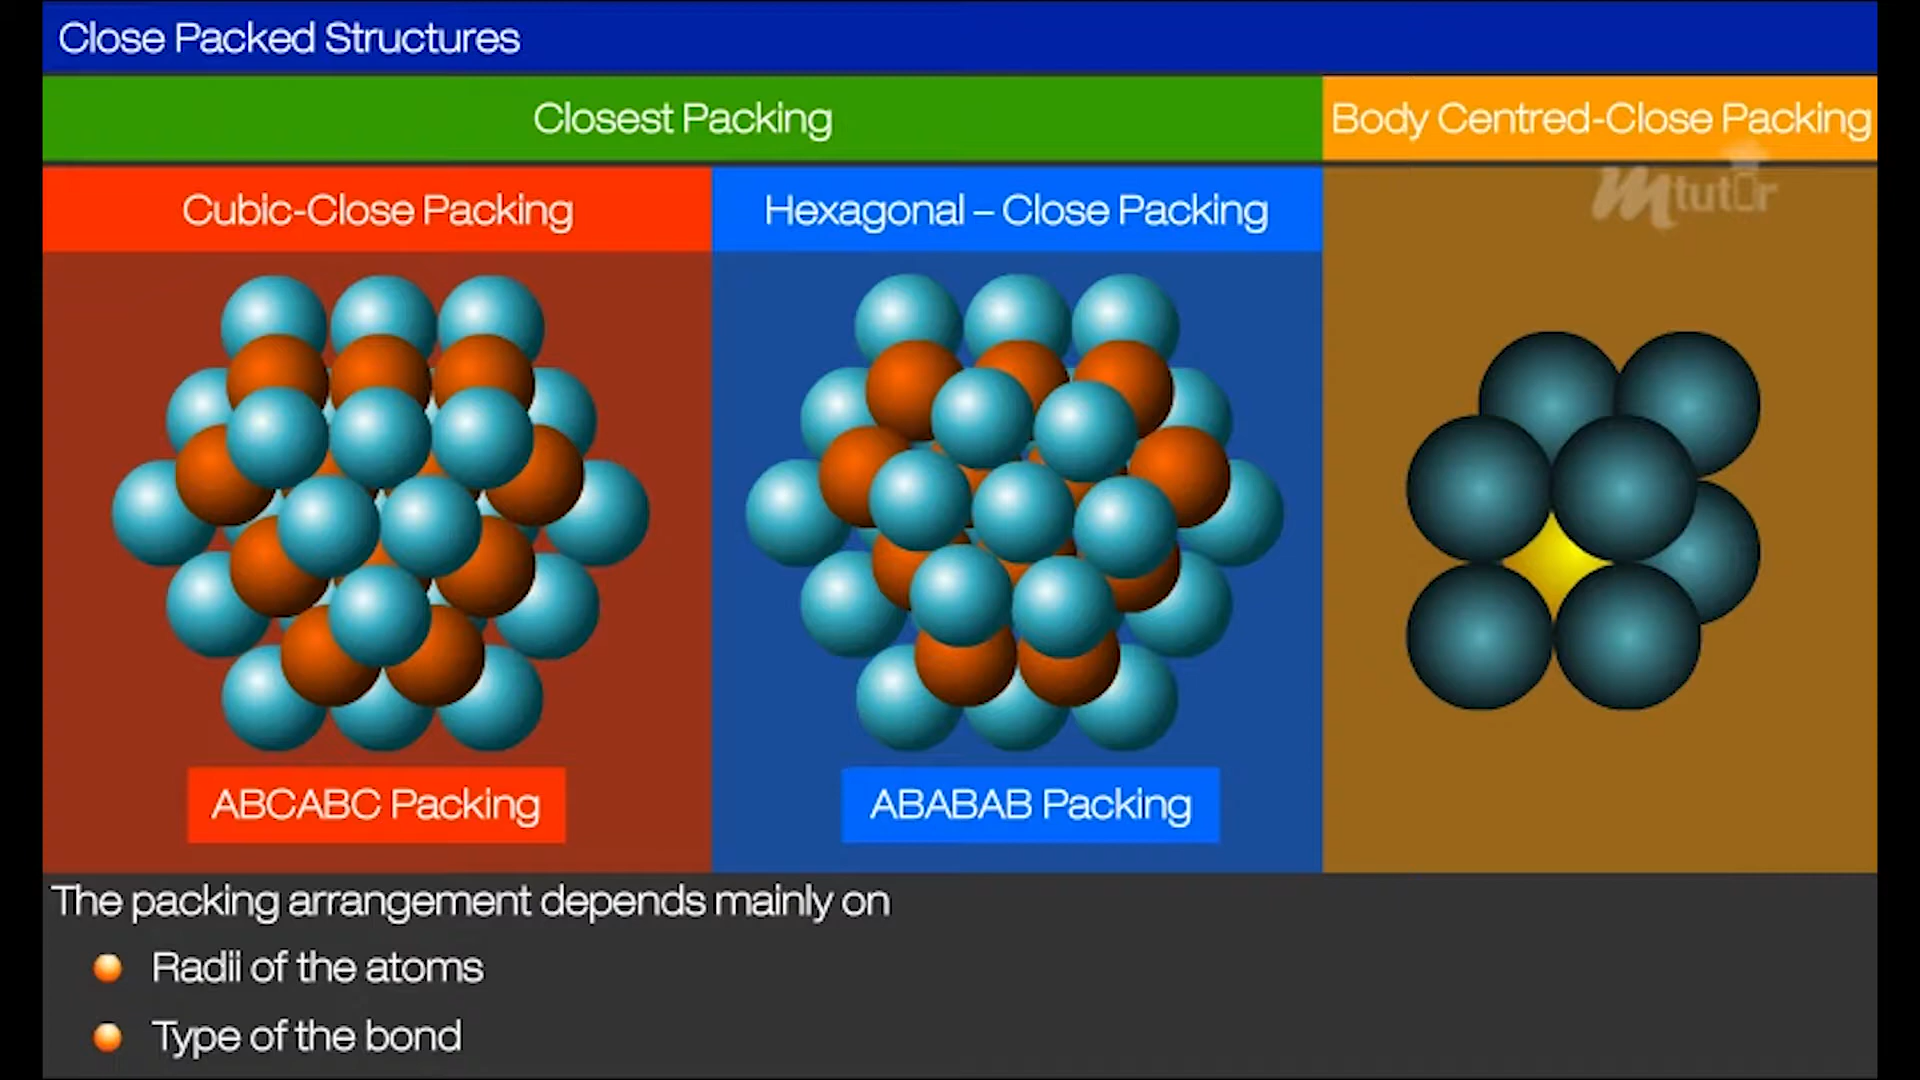 Close Packed Structures
Closest Packing
Body Centred-Close Packing
Cubic-Close Packing
Hexagonal – Close Packing
mtutor
ABCABC Packing
ABABAB Packing
The packing arrangement depends mainly on
Radii of the atoms
Type of the bond